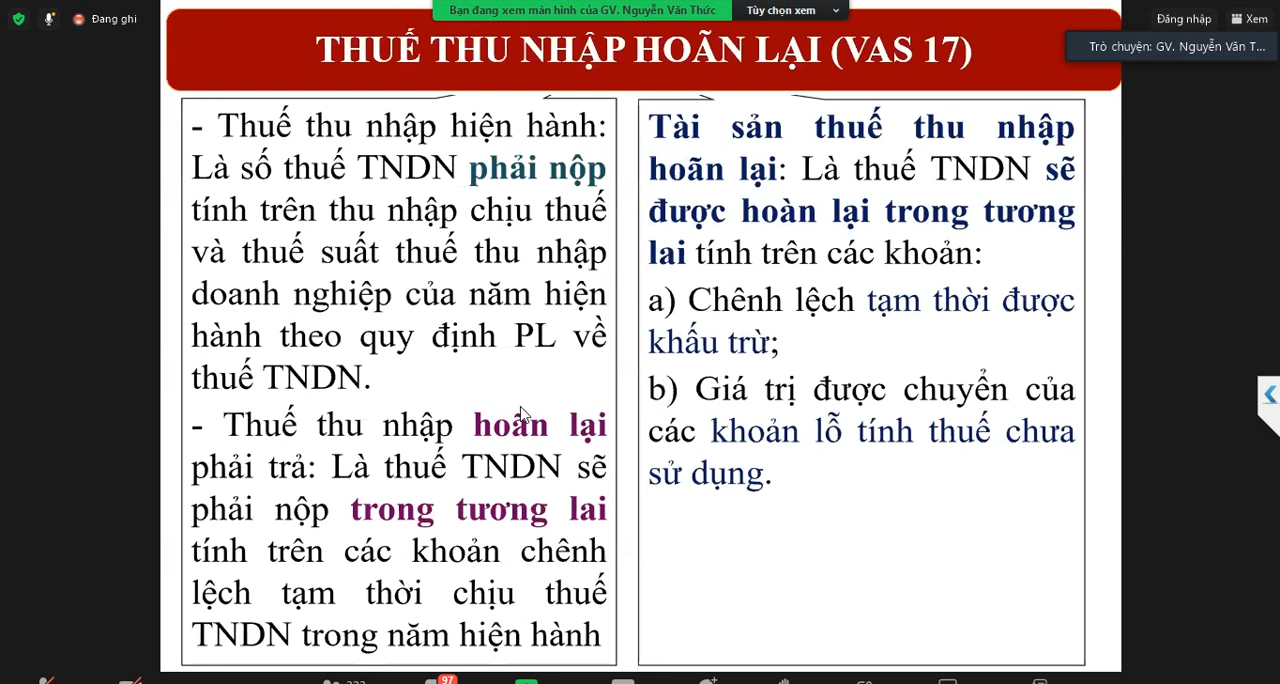 Bạn đang xem màn hình của GV. Nguyễn Văn Thức
Tùy chọn xem
Đang ghi
Đăng nhập
Xem
Trò chuyện: GV. Nguyễn Văn T...
THUẾ THU NHẬP HOÃN LẠI (VAS 17)
- Thuế thu nhập hiện hành:
Là số thuế TNDN phải nộp
tính trên thu nhập chịu thuế
và thuế suất thuế thu nhập
doanh nghiệp của năm hiện
hành theo quy định PL về
thuế TNDN.
- Thuế thu nhập hoãn lại
phải trả: Là thuế TNDN sẽ
phải nộp trong tương lai
tính trên các khoản chênh
lệch tạm thời chịu thuế
TNDN trong năm hiện hành
Tài sản thuế thu nhập
hoãn lại: Là thuế TNDN sẽ
được hoàn lại trong tương
lai tính trên các khoản:
a) Chênh lệch tạm thời được
khấu trừ;
b) Giá trị được chuyển của
các khoản lỗ tính thuế chưa
sử dụng.
97